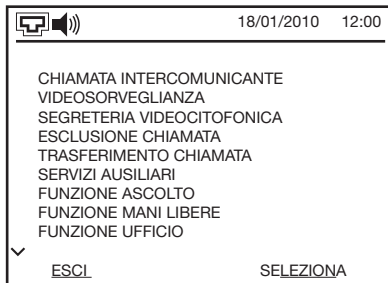 18/01/2010 12:00
CHIAMATA INTERCOMUNICANTE
VIDEOSORVEGLIANZA
SEGRETERIA VIDEOCITOFONICA
ESCLUSIONE CHIAMATA
TRASFERIMENTO CHIAMATA
SERVIZI AUSILIARI
FUNZIONE ASCOLTO
FUNZIONE MANI LIBERE
FUNZIONE UFFICIO
ESCI SELEZIONA